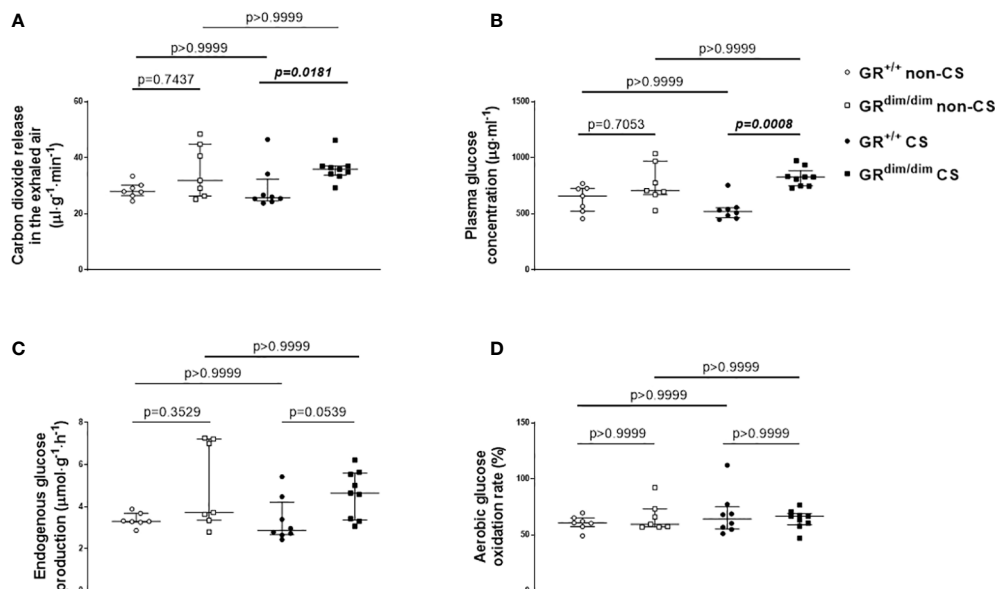 A
p>0.9999
p>0.9999
p=0.7437
p=0.0181
Carbon dioxide release
in the exhaled air
(µl·g⁻¹·min⁻¹)
60
40
20
0
B
p>0.9999
p>0.9999
p=0.7053
p=0.0008
Plasma glucose
concentration (µg·ml⁻¹)
1500
1000
500
0
GR+/+ non-CS
GRdim/dim non-CS
GR+/+ CS
GRdim/dim CS
C
p>0.9999
p>0.9999
p=0.3529
p=0.0539
Endogenous glucose
production (µmol·g⁻¹·h⁻¹)
8
6
4
2
0
D
p>0.9999
p>0.9999
p>0.9999
p>0.9999
Aerobic glucose
oxidation rate (%)
150
100
50
0